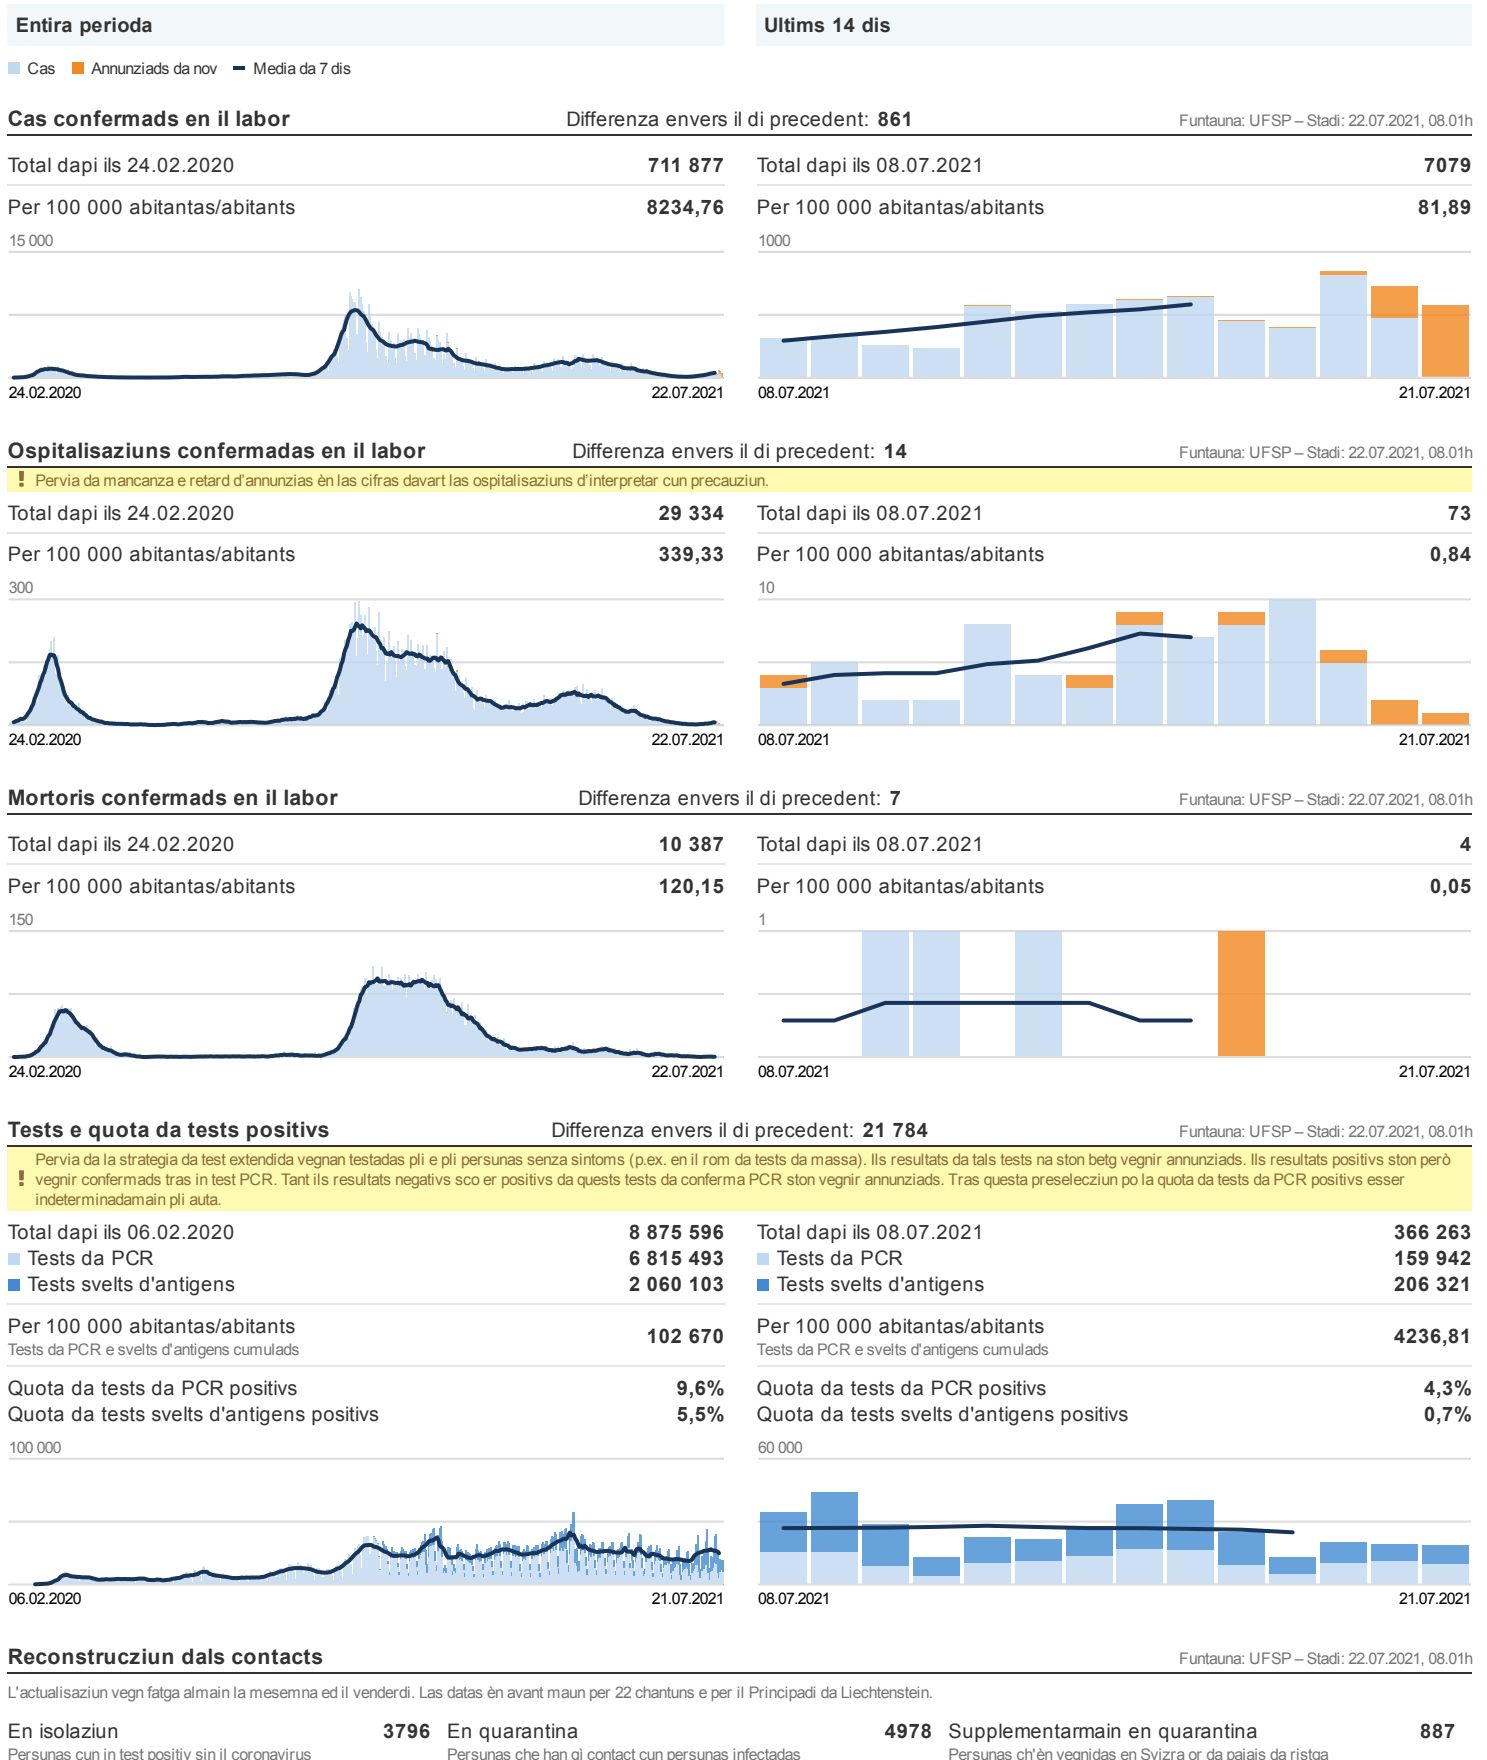 Entira perioda
Ultims 14 dis
Cas Annunziads da nov Media da 7 dis
Cas confermads en il labor Differenza envers il di precedent: 861 Funtauna: UFSP – Stadi: 22.07.2021, 08.01h
Total dapi ils 24.02.2020 711 877
Per 100 000 abitantas/abitants 8234,76
15 000
24.02.2020 22.07.2021
Total dapi ils 08.07.2021 7079
Per 100 000 abitantas/abitants 81,89
1000
08.07.2021 21.07.2021
Ospitalisaziuns confermadas en il labor Differenza envers il di precedent: 14 Funtauna: UFSP – Stadi: 22.07.2021, 08.01h
! Pervia da mancanza e retard d'annunzias èn las cifras davart las ospitalisaziuns d'interpretar cun precauziun.
Total dapi ils 24.02.2020 29 334
Per 100 000 abitantas/abitants 339,33
300
24.02.2020 22.07.2021
Total dapi ils 08.07.2021 73
Per 100 000 abitantas/abitants 0,84
10
08.07.2021 21.07.2021
Mortoris confermads en il labor Differenza envers il di precedent: 7 Funtauna: UFSP – Stadi: 22.07.2021, 08.01h
Total dapi ils 24.02.2020 10 387
Per 100 000 abitantas/abitants 120,15
150
24.02.2020 22.07.2021
Total dapi ils 08.07.2021 4
Per 100 000 abitantas/abitants 0,05
1
08.07.2021 21.07.2021
Tests e quota da tests positivs Differenza envers il di precedent: 21 784 Funtauna: UFSP – Stadi: 22.07.2021, 08.01h
Pervia da la strategia da test extendida vegnan testadas pli e pli persunas senza sintoms (p.ex. en il rom da tests da massa). Ils resultats da tals tests na ston betg vegnir annunziads. Ils resultats positivs ston però
! vegnir confermads tras in test PCR. Tant ils resultats negativs sco er positivs da quests tests da conferma PCR ston vegnir annunziads. Tras questa preselecziun po la quota da tests da PCR positivs esser
indeterminadamain pli auta.
Total dapi ils 06.02.2020 8 875 596
Tests da PCR 6 815 493
Tests svelts d'antigens 2 060 103
Per 100 000 abitantas/abitants 102 670
Tests da PCR e svelts d'antigens cumulads
Quota da tests da PCR positivs 9,6%
Quota da tests svelts d'antigens positivs 5,5%
100 000
06.02.2020 21.07.2021
Total dapi ils 08.07.2021 366 263
Tests da PCR 159 942
Tests svelts d'antigens 206 321
Per 100 000 abitantas/abitants 4236,81
Tests da PCR e svelts d'antigens cumulads
Quota da tests da PCR positivs 4,3%
Quota da tests svelts d'antigens positivs 0,7%
60 000
08.07.2021 21.07.2021
Reconstrucziun dals contacts Funtauna: UFSP – Stadi: 22.07.2021, 08.01h
L'actualisaziun vegn fatga almain la mesemna ed il venderdi. Las datas èn avant maun per 22 chantuns e per il Principadi da Liechtenstein.
En isolaziun 3796
Persunas cun in test positiv sin il coronavirus
En quarantina 4978
Persunas che han gì contact cun persunas infectadas
Supplementarmain en quarantina 887
Persunas ch'èn vegnidas en Svizra or da pajais da ristga